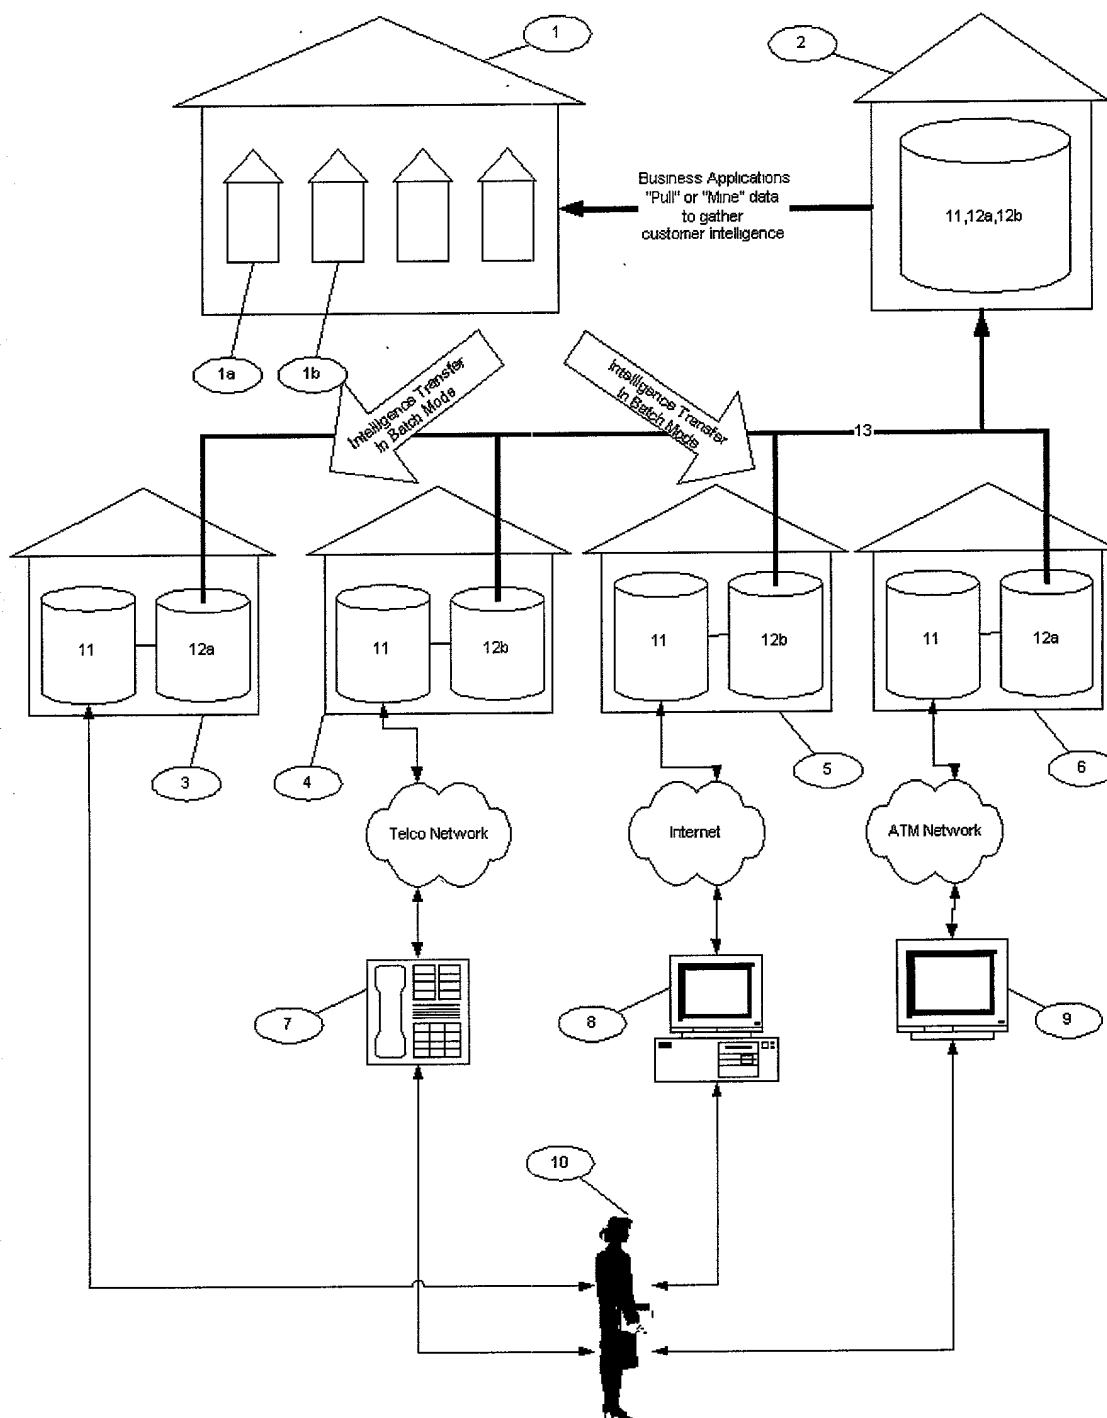 1
2
Business Applications
"Pull" or "Mine" data
to gather
customer intelligence
11,12a,12b
1a
1b
Intelligence Transfer
In Batch Mode
Intelligence Transfer
In Batch Mode
13
11
12a
11
12b
11
12b
11
12a
3
4
5
6
Telco Network
Internet
ATM Network
7
8
9
10